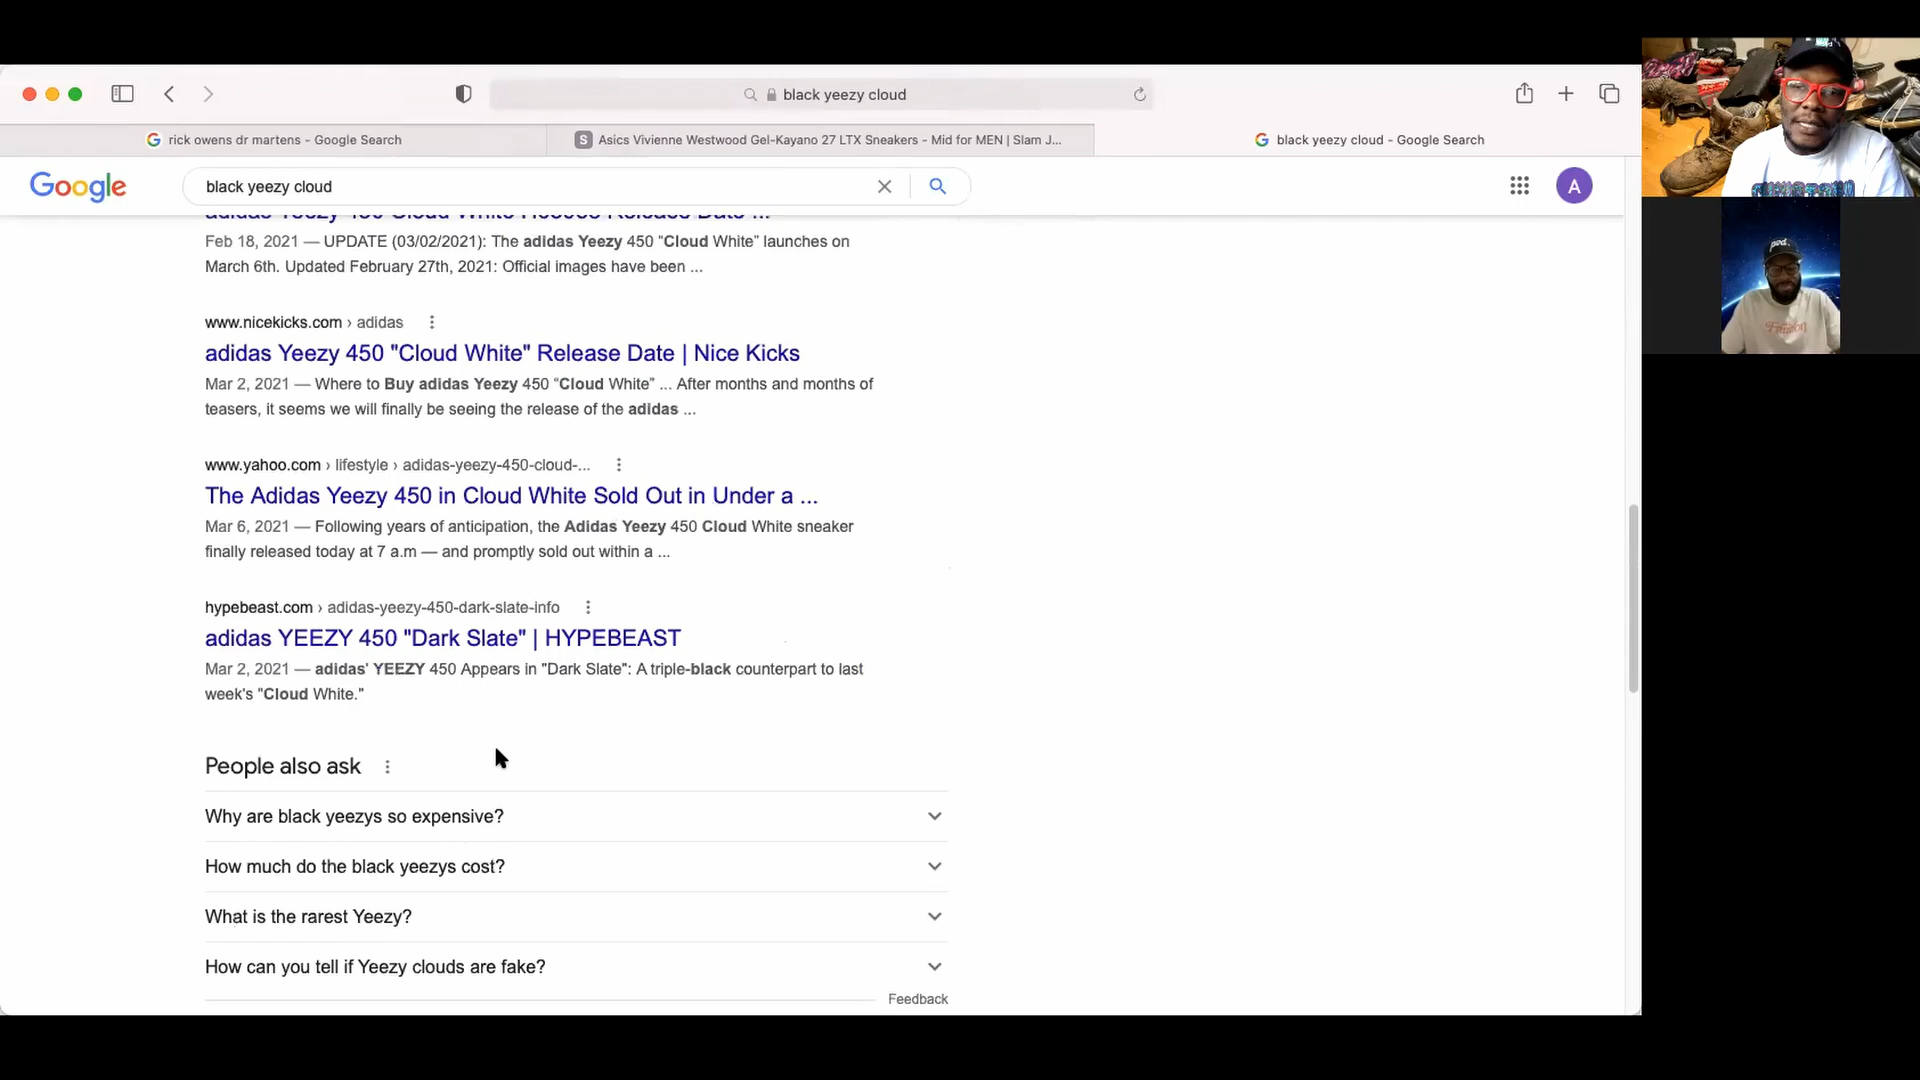 black yeezy cloud
rick owens dr martens - Google Search
S Asics Vivienne Westwood Gel-Kayano 27 LTX Sneakers - Mid for MEN | Slam J...
black yeezy cloud - Google Search
Google
black yeezy cloud
A
adidas Yeezy 450 Cloud White Release Date ...
Feb 18, 2021 — UPDATE (03/02/2021): The adidas Yeezy 450 “Cloud White” launches on
March 6th. Updated February 27th, 2021: Official images have been ...
www.nicekicks.com › adidas
adidas Yeezy 450 "Cloud White" Release Date | Nice Kicks
Mar 2, 2021 — Where to Buy adidas Yeezy 450 “Cloud White” ... After months and months of
teasers, it seems we will finally be seeing the release of the adidas ...
www.yahoo.com › lifestyle › adidas-yeezy-450-cloud-...
The Adidas Yeezy 450 in Cloud White Sold Out in Under a ...
Mar 6, 2021 — Following years of anticipation, the Adidas Yeezy 450 Cloud White sneaker
finally released today at 7 a.m — and promptly sold out within a ...
hypebeast.com › adidas-yeezy-450-dark-slate-info
adidas YEEZY 450 "Dark Slate" | HYPEBEAST
Mar 2, 2021 — adidas' YEEZY 450 Appears in "Dark Slate": A triple-black counterpart to last
week's "Cloud White."
People also ask
Why are black yeezys so expensive?
How much do the black yeezys cost?
What is the rarest Yeezy?
How can you tell if Yeezy clouds are fake?
Feedback